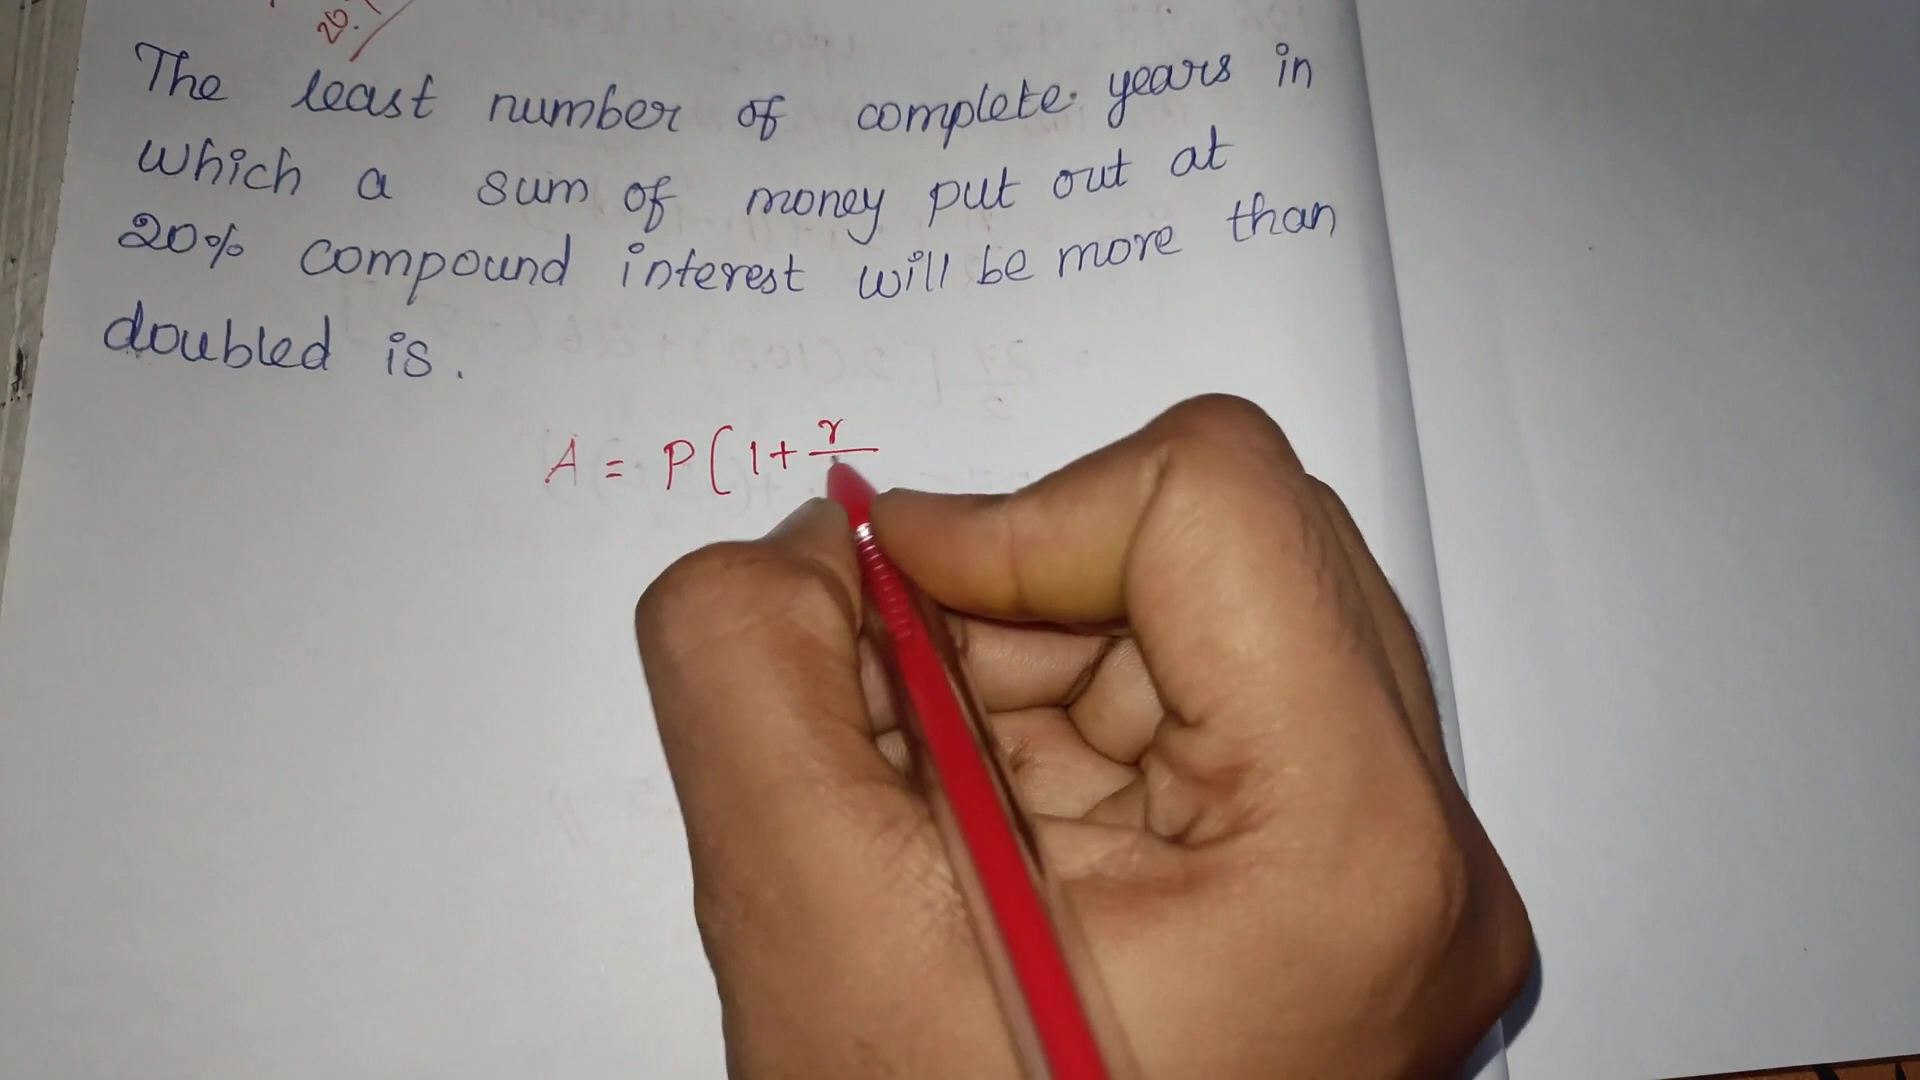 The least number of complete years in
which a sum of money put out at
20% compound interest will be more than
doubled is.
A = P(1+ r